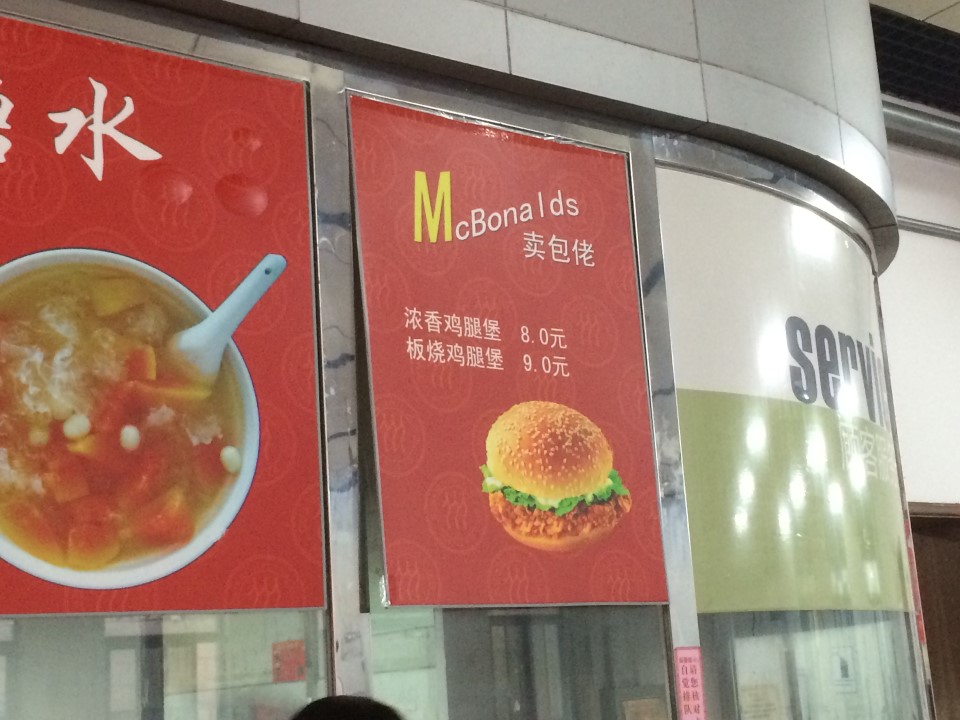 水
McBonalds
卖包佬
浓香鸡腿堡 8.0元
板烧鸡腿堡 9.0元